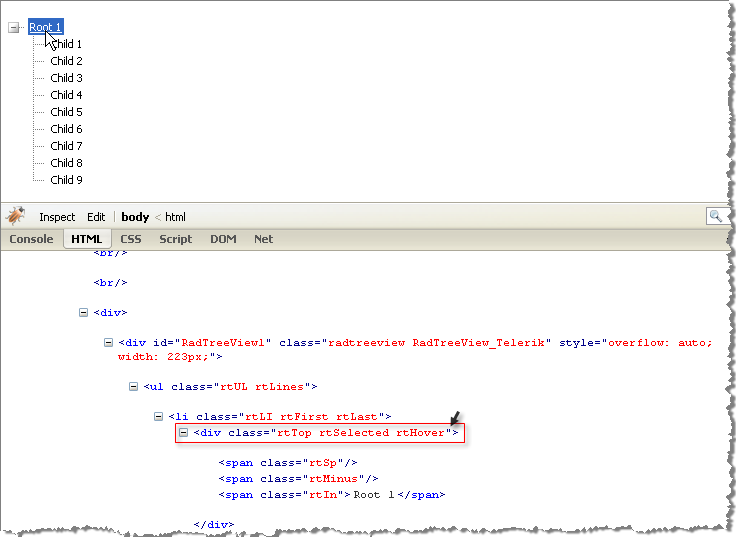 Root 1
Child 1
Child 2
Child 3
Child 4
Child 5
Child 6
Child 7
Child 8
Child 9
Inspect Edit body < html
Console HTML CSS Script DOM Net
<br/>
<br/>
<div>
<div id="RadTreeView1" class="radtreeview RadTreeView_Telerik" style="overflow: auto;
width: 223px;">
<ul class="rtUL rtLines">
<li class="rtLI rtFirst rtLast">
<div class="rtTop rtSelected rtHover">
<span class="rtSp"/>
<span class="rtMinus"/>
<span class="rtIn">Root 1</span>
</div>